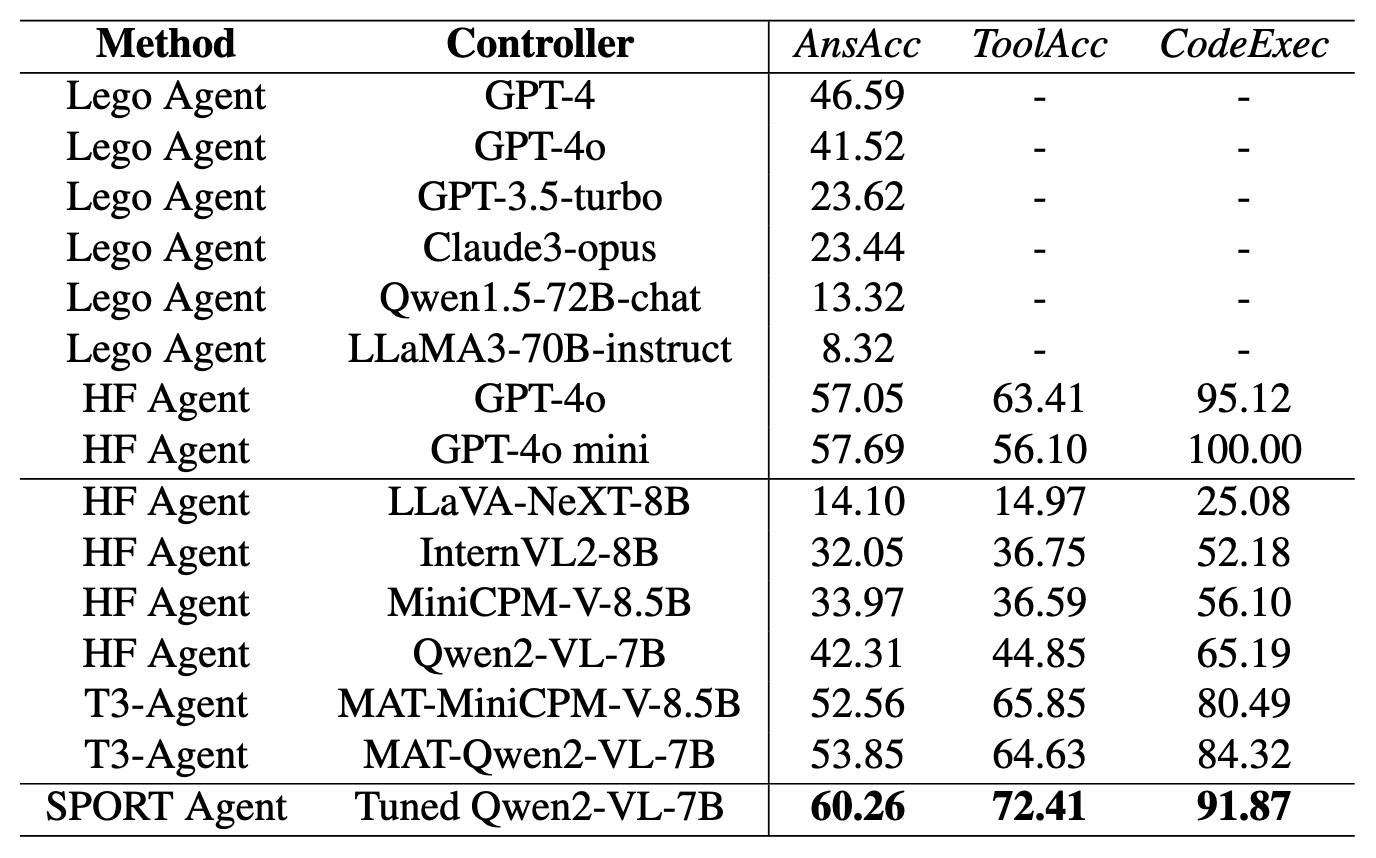 Method Controller AnsAcc ToolAcc CodeExec
Lego Agent GPT-4 46.59 - -
Lego Agent GPT-4o 41.52 - -
Lego Agent GPT-3.5-turbo 23.62 - -
Lego Agent Claude3-opus 23.44 - -
Lego Agent Qwen1.5-72B-chat 13.32 - -
Lego Agent LLaMA3-70B-instruct 8.32 - -
HF Agent GPT-4o 57.05 63.41 95.12
HF Agent GPT-4o mini 57.69 56.10 100.00
HF Agent LLaVA-NeXT-8B 14.10 14.97 25.08
HF Agent InternVL2-8B 32.05 36.75 52.18
HF Agent MiniCPM-V-8.5B 33.97 36.59 56.10
HF Agent Qwen2-VL-7B 42.31 44.85 65.19
T3-Agent MAT-MiniCPM-V-8.5B 52.56 65.85 80.49
T3-Agent MAT-Qwen2-VL-7B 53.85 64.63 84.32
SPORT Agent Tuned Qwen2-VL-7B 60.26 72.41 91.87